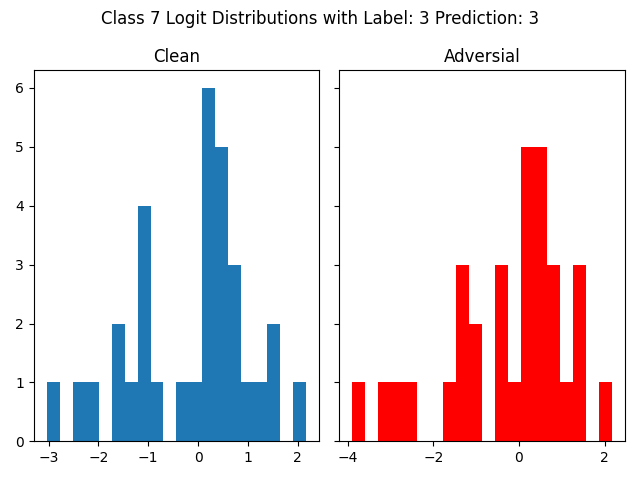 Class 7 Logit Distributions with Label: 3 Prediction: 3
Clean
Adversial
6
5
4
3
2
1
0
−3 −2 −1 0 1 2
−4 −2 0 2